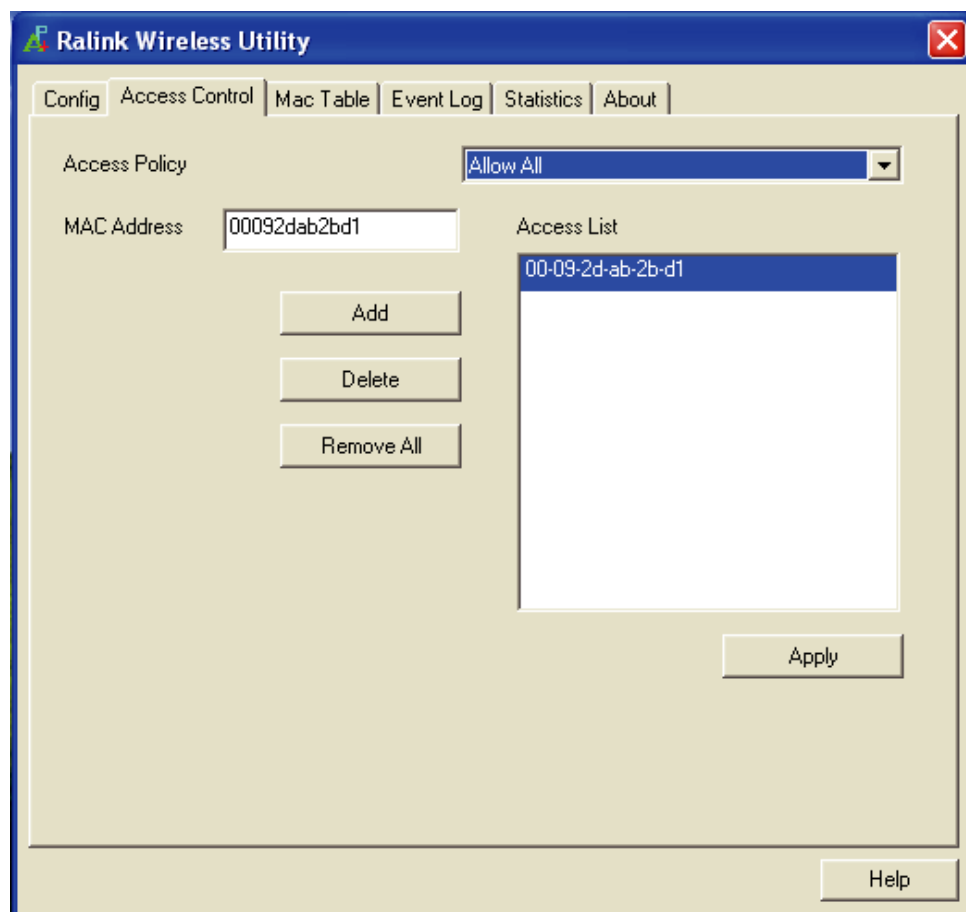 Ralink Wireless Utility
Config Access Control Mac Table Event Log Statistics About
Access Policy Allow All
MAC Address 00092dab2bd1 Access List
00-09-2d-ab-2b-d1
Add
Delete
Remove All
Apply
Help